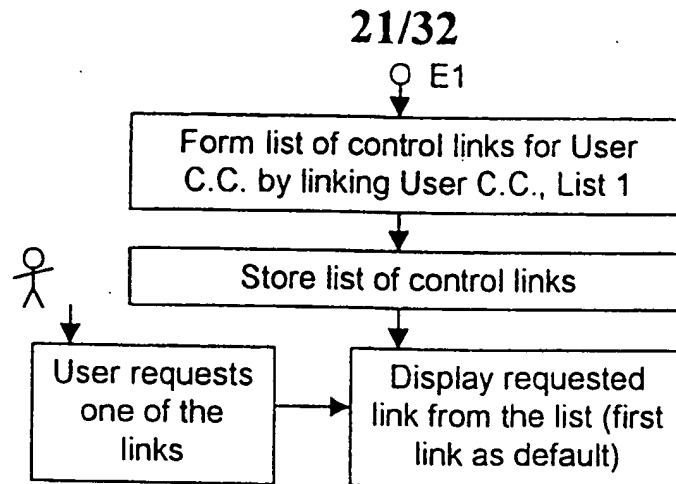 21/32
E1
Form list of control links for User
C.C. by linking User C.C., List 1
Store list of control links
User requests
one of the
links
Display requested
link from the list (first
link as default)